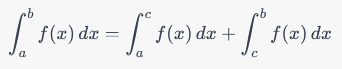 ∫_a^b f(x) dx = ∫_a^c f(x) dx + ∫_c^b f(x) dx